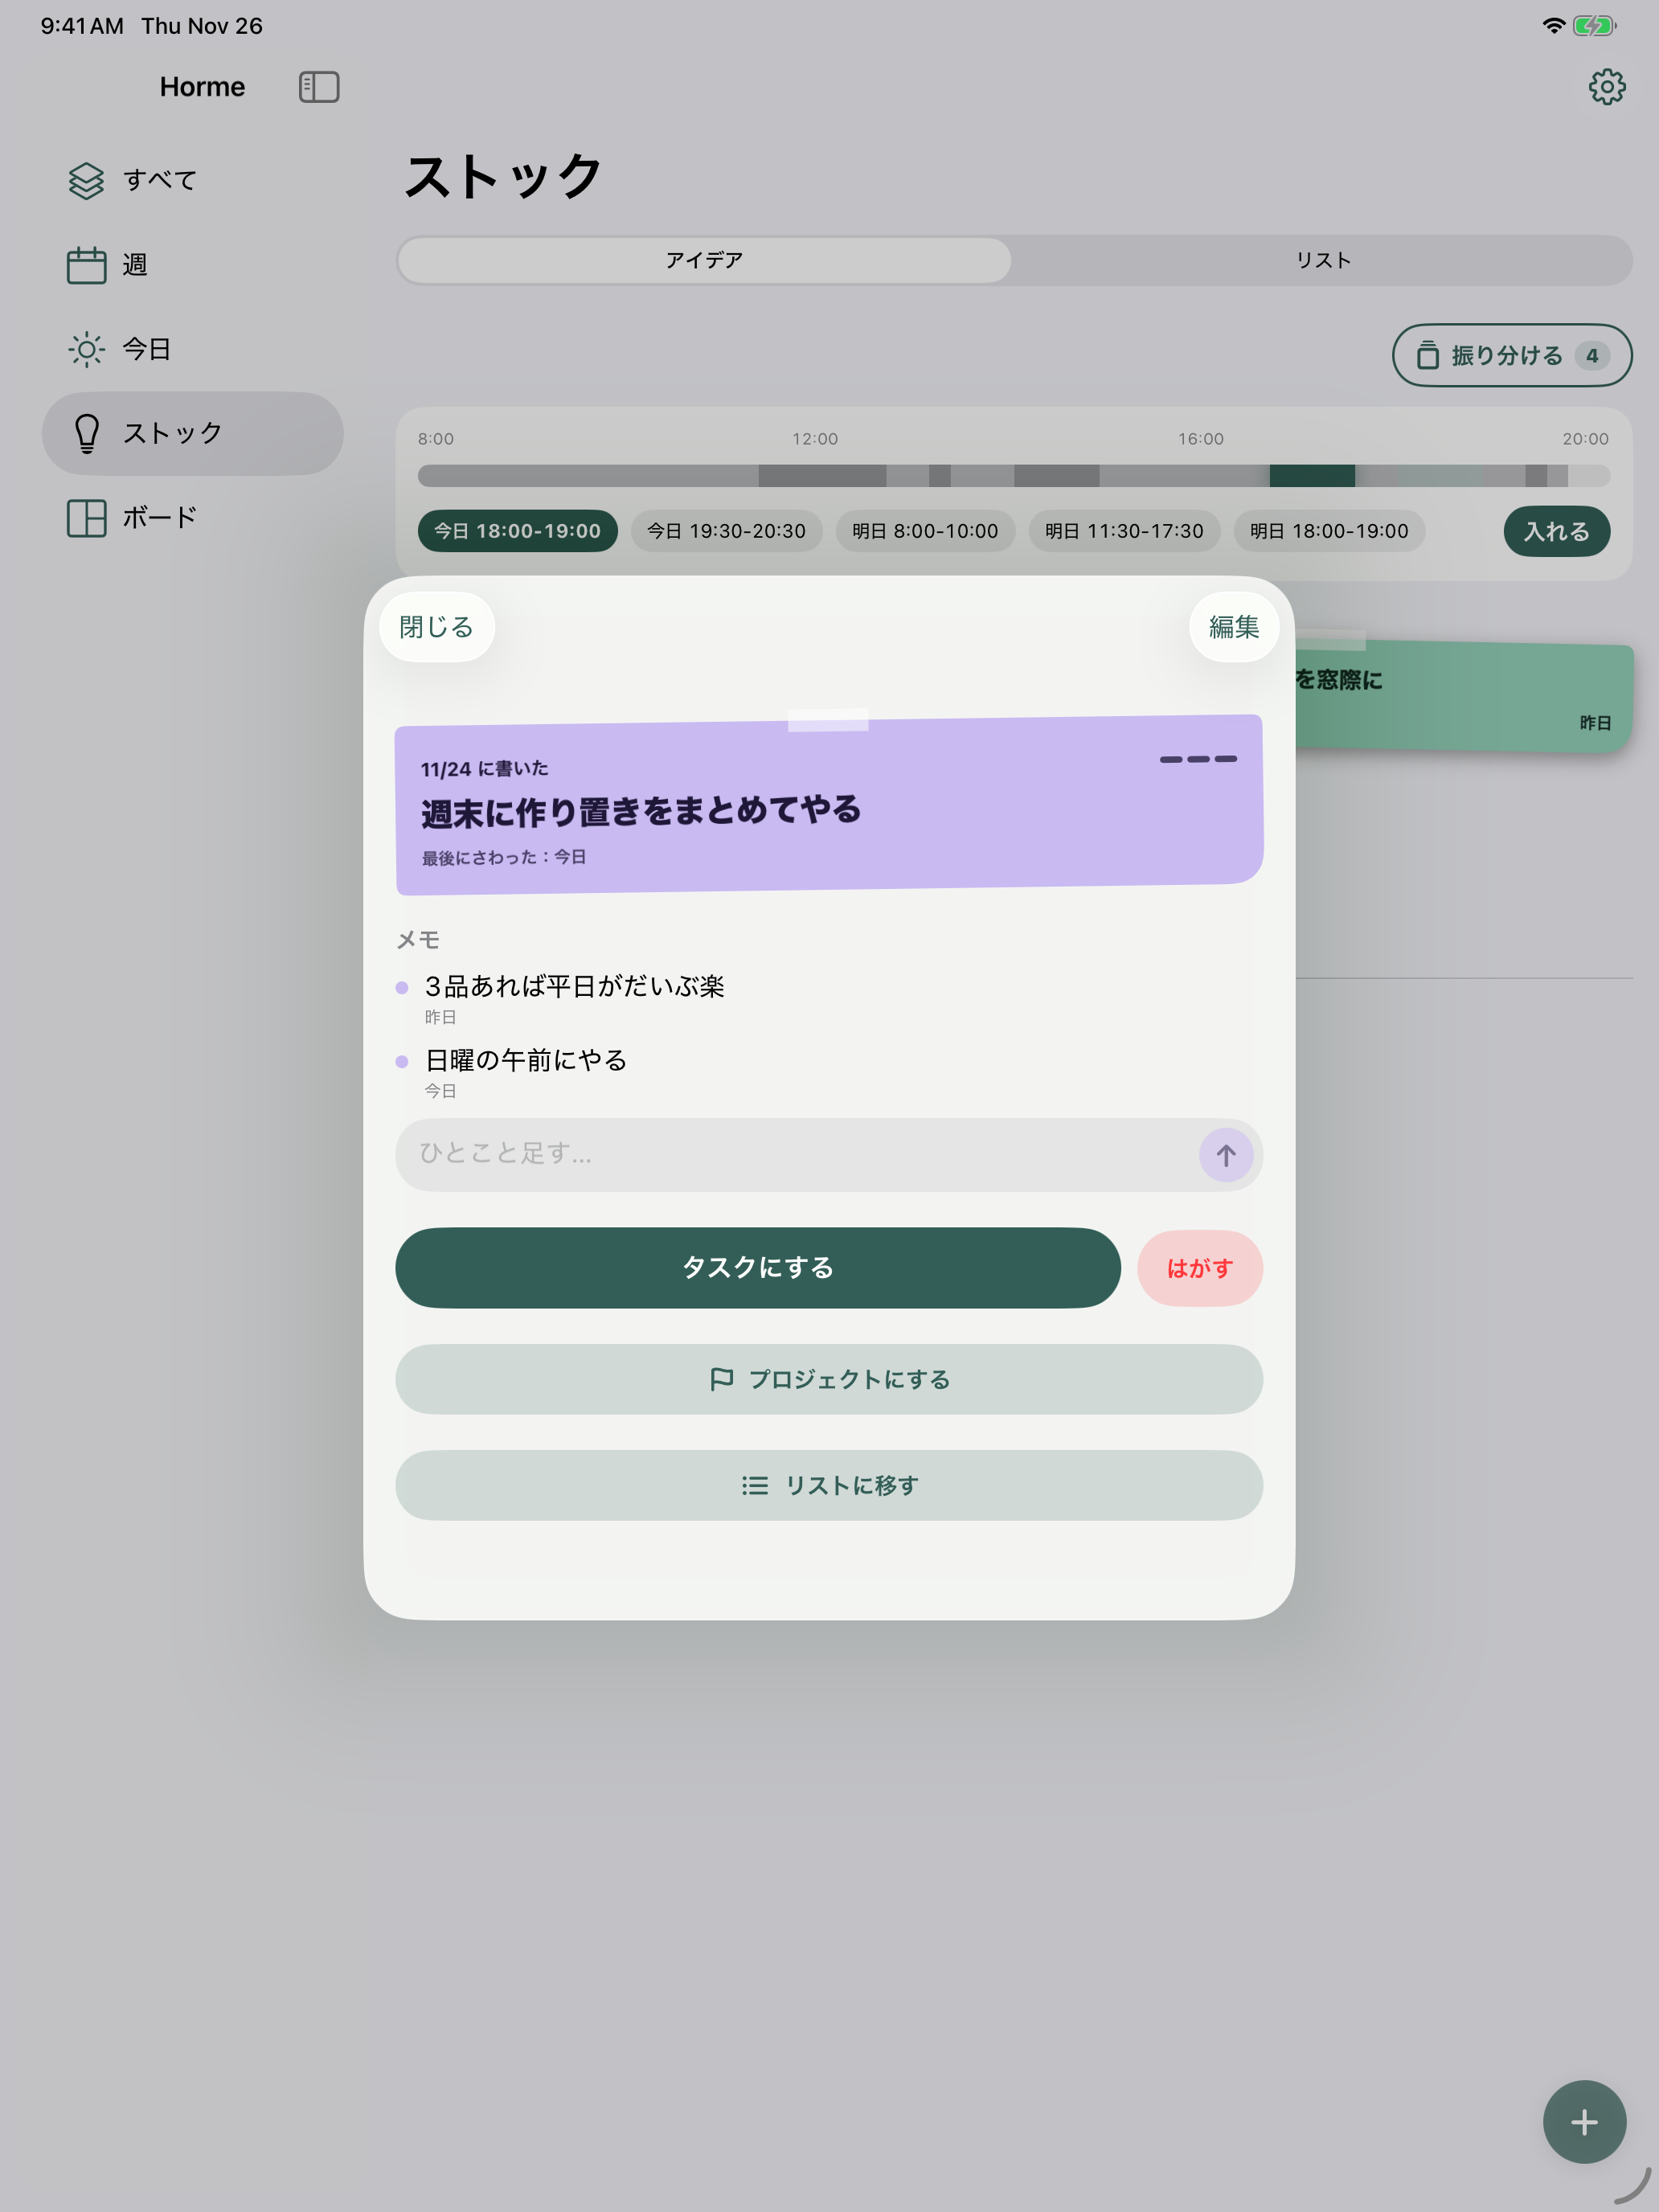 9:41 AM Thu Nov 26
Horme
すべて
週
今日
ストック
ボード
ストック
アイデア
リスト
振り分ける 4
8:00 12:00 16:00 20:00
今日 18:00-19:00
今日 19:30-20:30
明日 8:00-10:00
明日 11:30-17:30
明日 18:00-19:00
入れる
閉じる
編集
を窓際に
昨日
11/24 に書いた
週末に作り置きをまとめてやる
最後にさわった：今日
メモ
3品あれば平日がだいぶ楽
昨日
日曜の午前にやる
今日
ひとこと足す...
タスクにする
はがす
プロジェクトにする
リストに移す